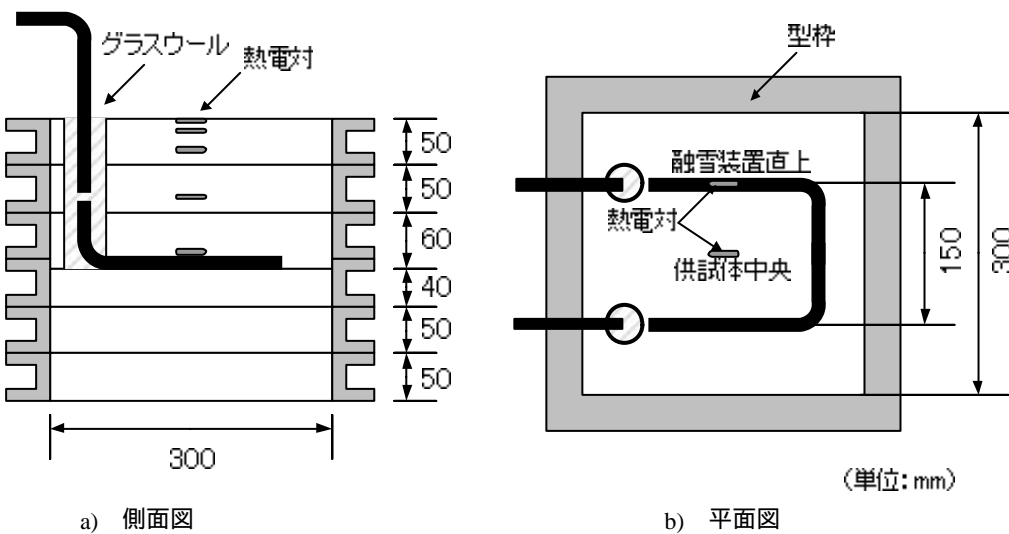 グラスウール
熱電対
50
50
60
40
50
50
300
a) 側面図
型枠
融雪装置直上
熱電対
供試体中央
150
300
（単位：mm）
b) 平面図